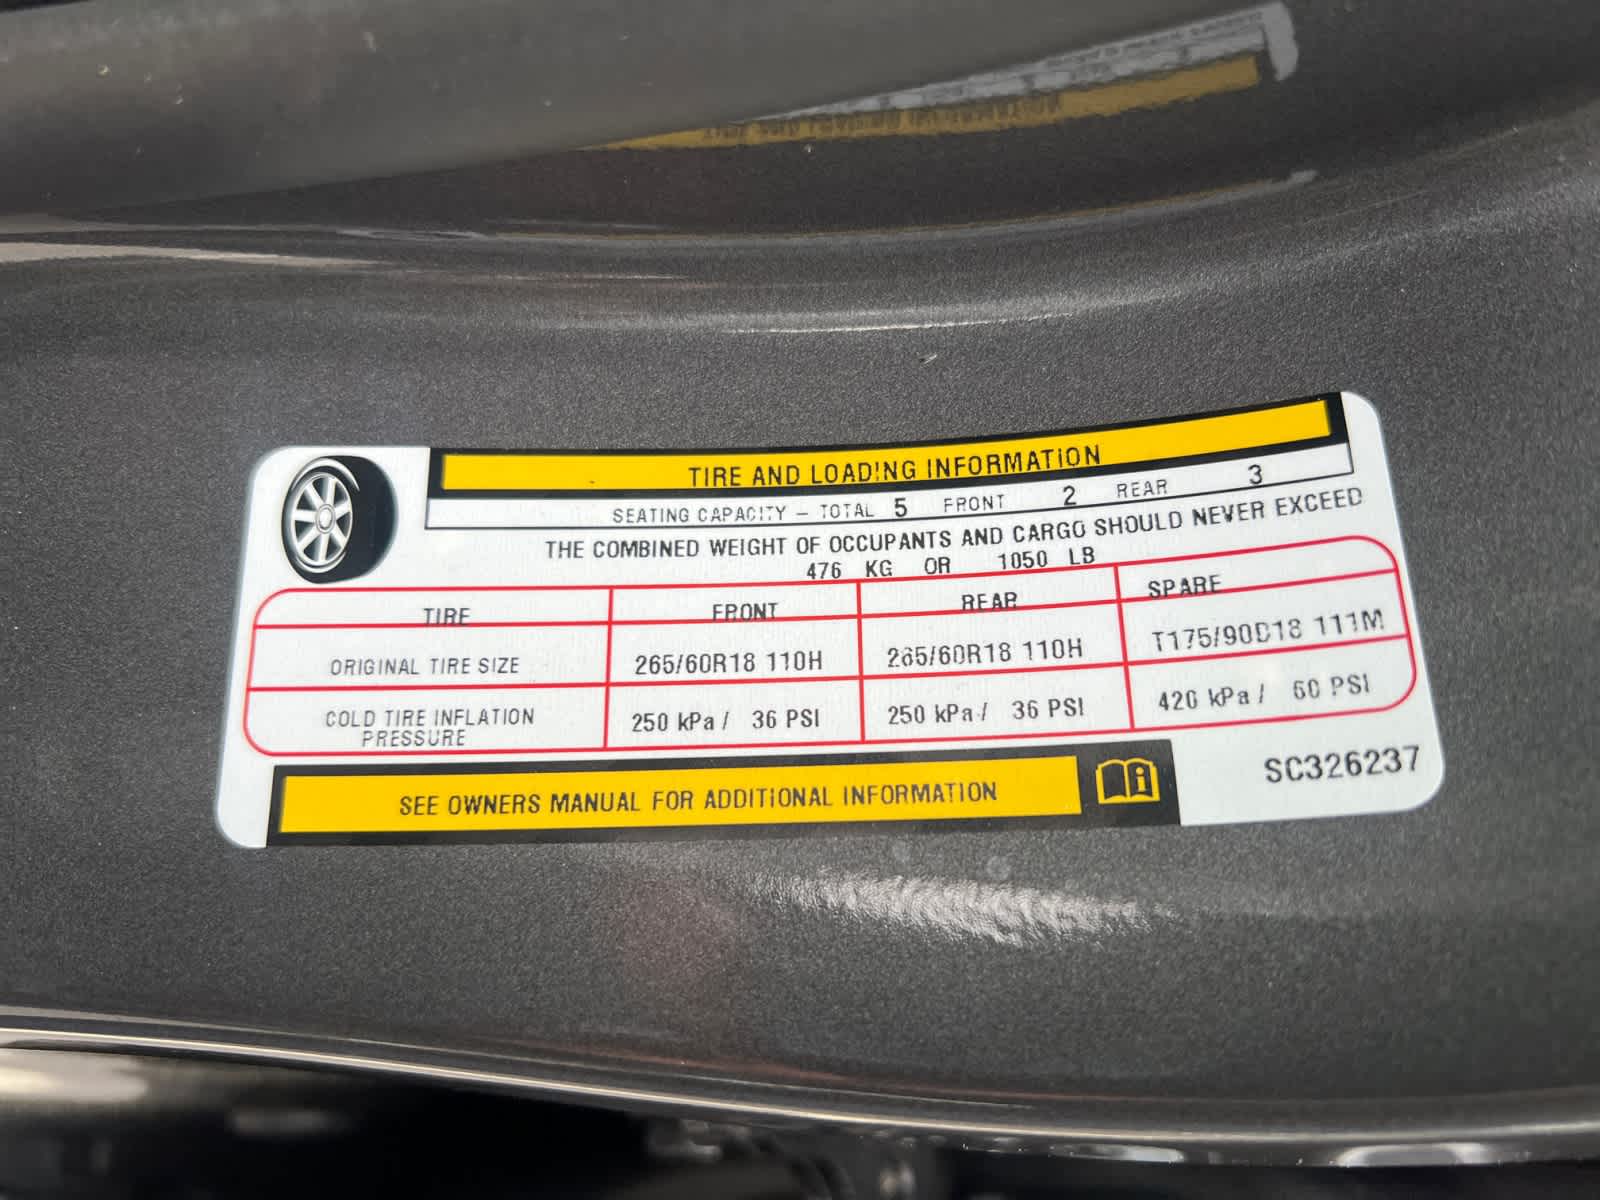 TIRE AND LOADING INFORMATION
SEATING CAPACITY – TOTAL 5 FRONT 2 REAR 3
THE COMBINED WEIGHT OF OCCUPANTS AND CARGO SHOULD NEVER EXCEED
476 KG OR 1050 LB
TIRE FRONT REAR SPARE
ORIGINAL TIRE SIZE 265/60R18 110H 265/60R18 110H T175/90D18 111M
COLD TIRE INFLATION PRESSURE 250 kPa / 36 PSI 250 kPa / 36 PSI 420 kPa / 60 PSI
SEE OWNERS MANUAL FOR ADDITIONAL INFORMATION
SC326237